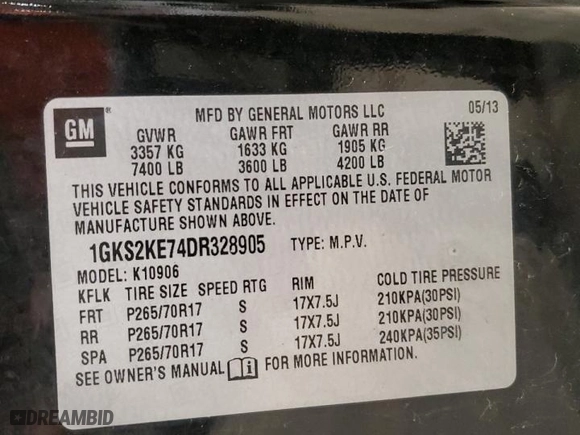 GM ®
MFD BY GENERAL MOTORS LLC 05/13
GVWR GAWR FRT GAWR RR
3357 KG 1633 KG 1905 KG
7400 LB 3600 LB 4200 LB
THIS VEHICLE CONFORMS TO ALL APPLICABLE U.S. FEDERAL MOTOR
VEHICLE SAFETY STANDARDS IN EFFECT ON THE DATE OF
MANUFACTURE SHOWN ABOVE.
1GKS2KE74DR328905 TYPE: M.P.V.
MODEL: K10906
KFLK TIRE SIZE SPEED RTG RIM COLD TIRE PRESSURE
FRT P265/70R17 S 17X7.5J 210KPA(30PSI)
RR P265/70R17 S 17X7.5J 210KPA(30PSI)
SPA P265/70R17 S 17X7.5J 240KPA(35PSI)
SEE OWNER'S MANUAL i FOR MORE INFORMATION.
DREAMBID